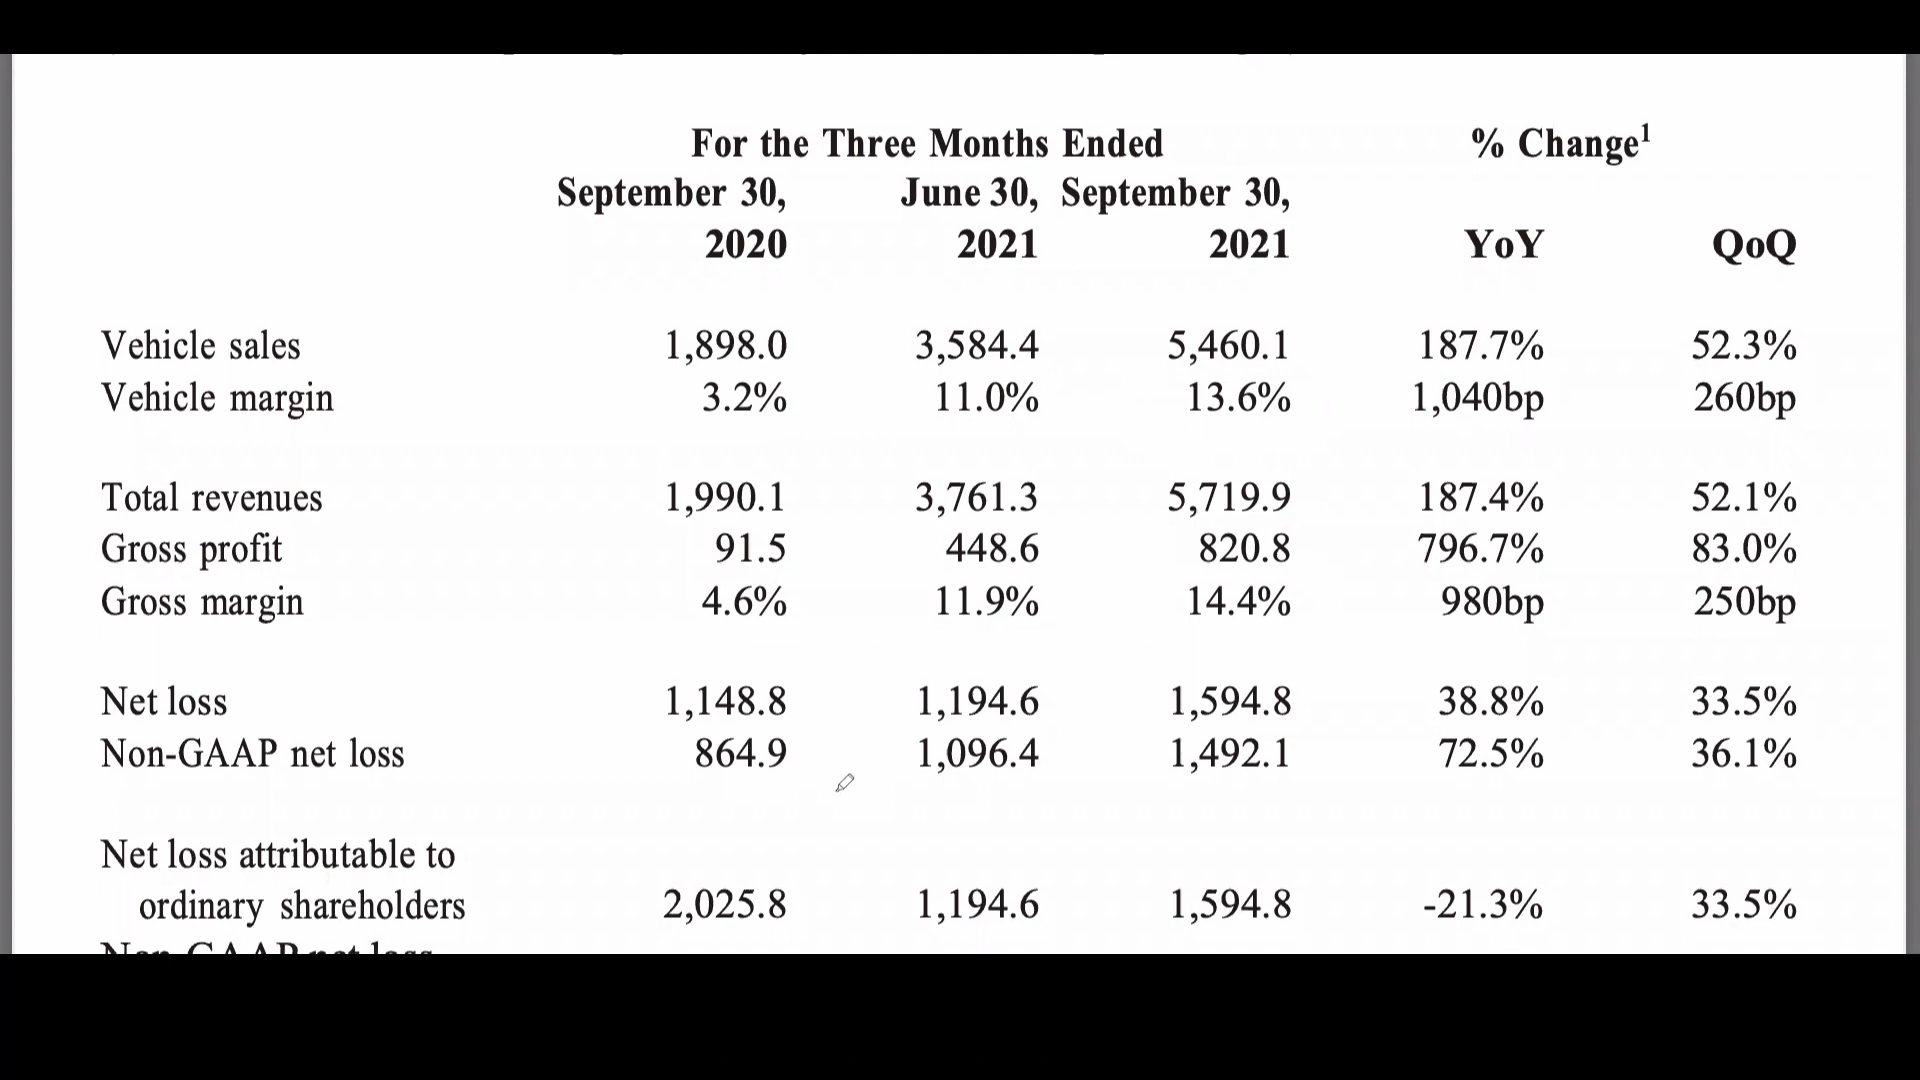 For the Three Months Ended % Change¹
September 30, June 30, September 30,
2020 2021 2021 YoY QoQ
Vehicle sales 1,898.0 3,584.4 5,460.1 187.7% 52.3%
Vehicle margin 3.2% 11.0% 13.6% 1,040bp 260bp
Total revenues 1,990.1 3,761.3 5,719.9 187.4% 52.1%
Gross profit 91.5 448.6 820.8 796.7% 83.0%
Gross margin 4.6% 11.9% 14.4% 980bp 250bp
Net loss 1,148.8 1,194.6 1,594.8 38.8% 33.5%
Non-GAAP net loss 864.9 1,096.4 1,492.1 72.5% 36.1%
Net loss attributable to
ordinary shareholders 2,025.8 1,194.6 1,594.8 -21.3% 33.5%
Non-GAAP net loss